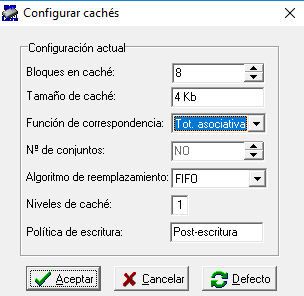 Configurar cachés
Configuración actual
Bloques en caché: 8
Tamaño de caché: 4 Kb
Función de correspondencia: Tot. asociativa
Nº de conjuntos: NO
Algoritmo de reemplazamiento: FIFO
Niveles de caché: 1
Política de escritura: Post-escritura
Aceptar Cancelar Defecto